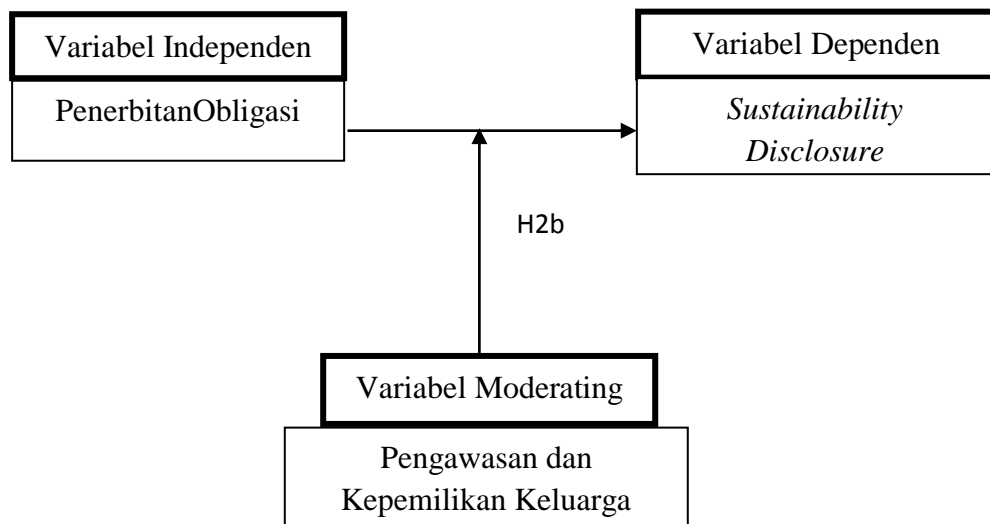 Variabel Independen
PenerbitanObligasi
Variabel Dependen
Sustainability
Disclosure
H2b
Variabel Moderating
Pengawasan dan
Kepemilikan Keluarga